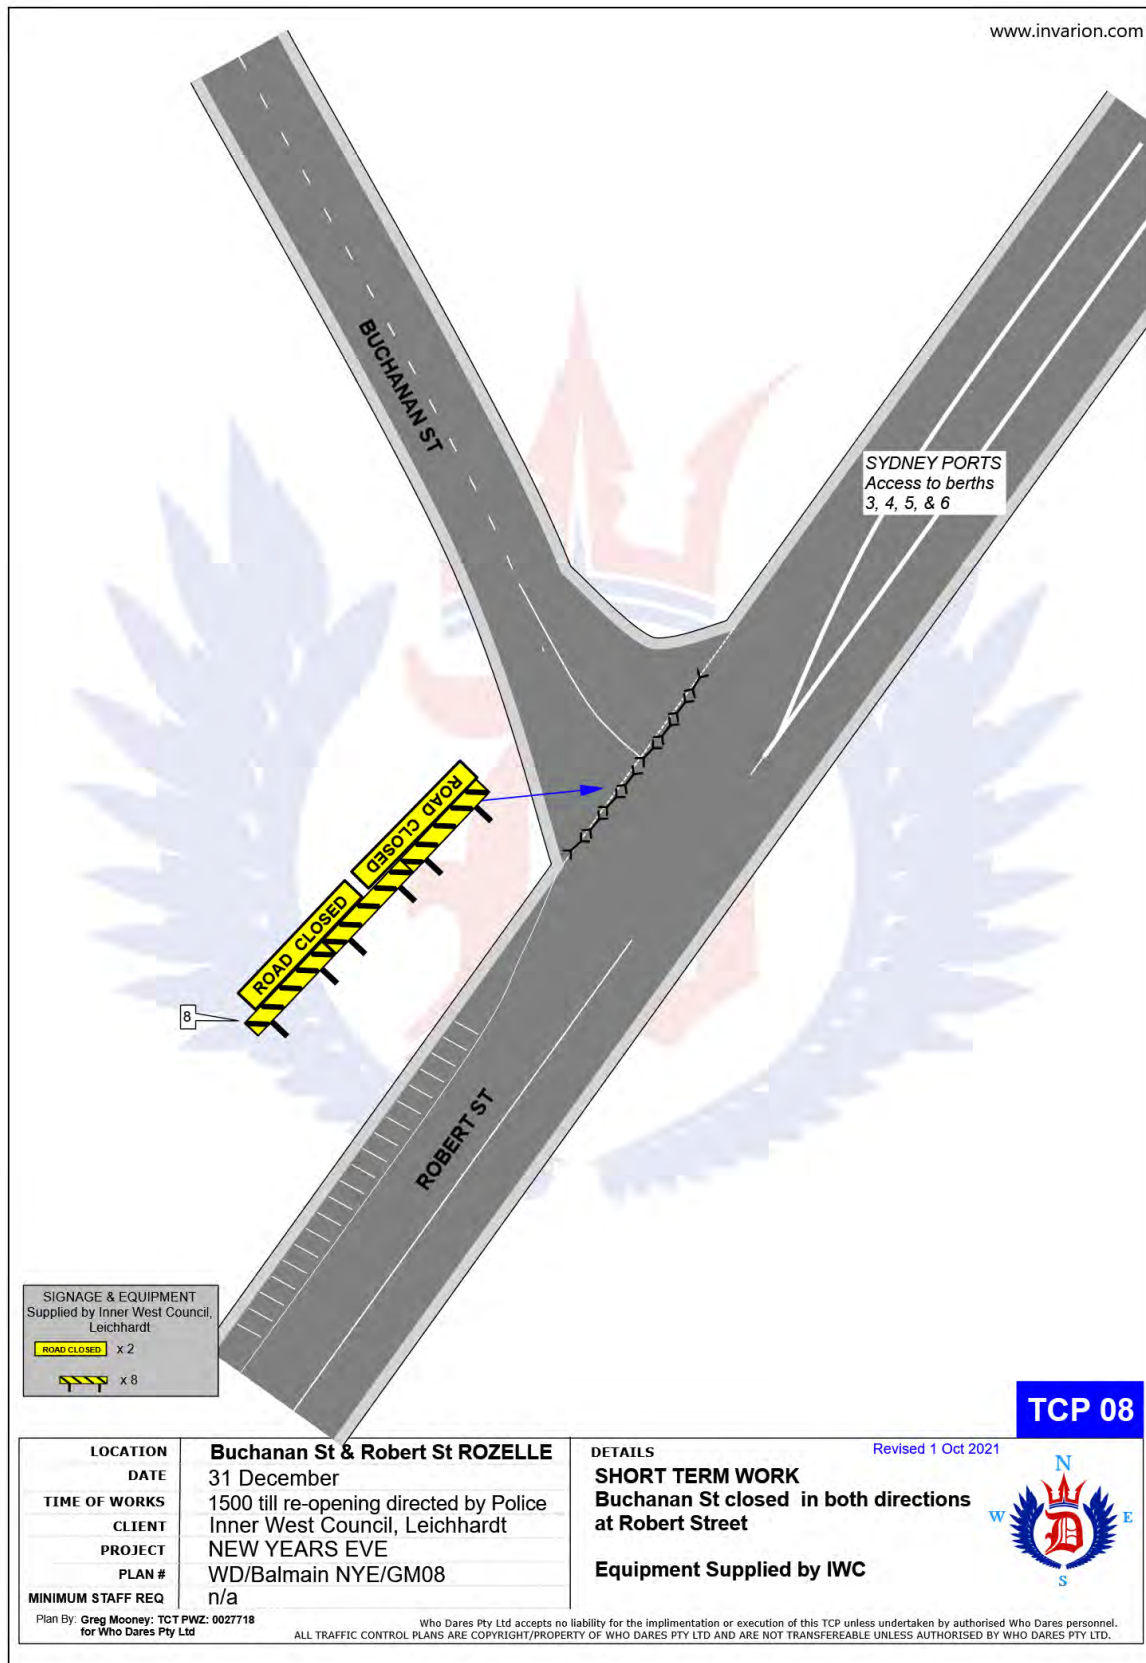 www.invarion.com
BUCHANAN ST
SYDNEY PORTS
Access to berths
3, 4, 5, & 6
ROAD CLOSED
ROAD CLOSED
8
ROBERT ST
SIGNAGE & EQUIPMENT
Supplied by Inner West Council,
Leichhardt
ROAD CLOSED x 2
x 8
TCP 08
LOCATION Buchanan St & Robert St ROZELLE
DATE 31 December
TIME OF WORKS 1500 till re-opening directed by Police
CLIENT Inner West Council, Leichhardt
PROJECT NEW YEARS EVE
PLAN # WD/Balmain NYE/GM08
MINIMUM STAFF REQ n/a
DETAILS
Revised 1 Oct 2021
SHORT TERM WORK
Buchanan St closed in both directions
at Robert Street
Equipment Supplied by IWC
N
W D E
S
Plan By: Greg Mooney: TCT PWZ: 0027718
for Who Dares Pty Ltd
Who Dares Pty Ltd accepts no liability for the implimentation or execution of this TCP unless undertaken by authorised Who Dares personnel.
ALL TRAFFIC CONTROL PLANS ARE COPYRIGHT/PROPERTY OF WHO DARES PTY LTD AND ARE NOT TRANSFEREABLE UNLESS AUTHORISED BY WHO DARES PTY LTD.